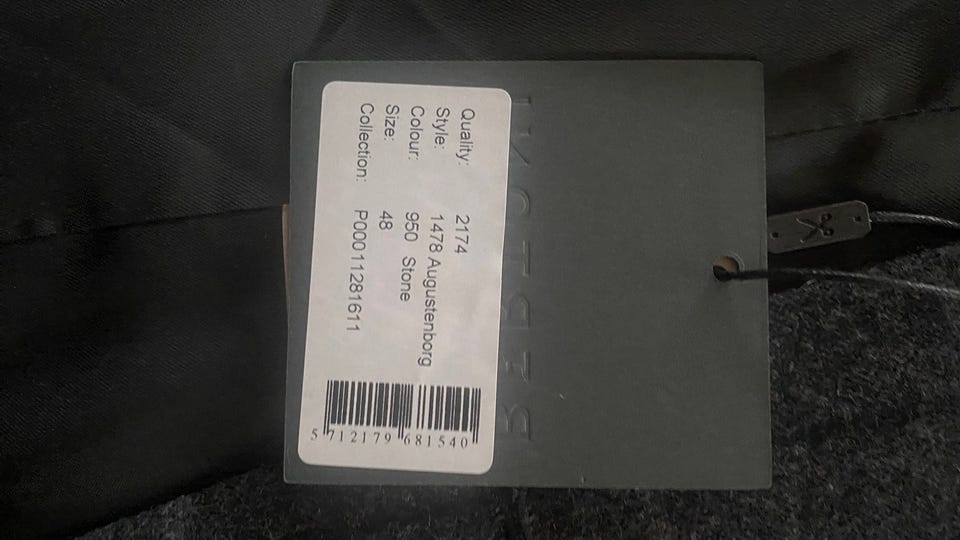 Quality: 2174
Style: 1478 Augustenborg
Colour: 950 Stone
Size: 48
Collection: P00011281611
5 712179 681540